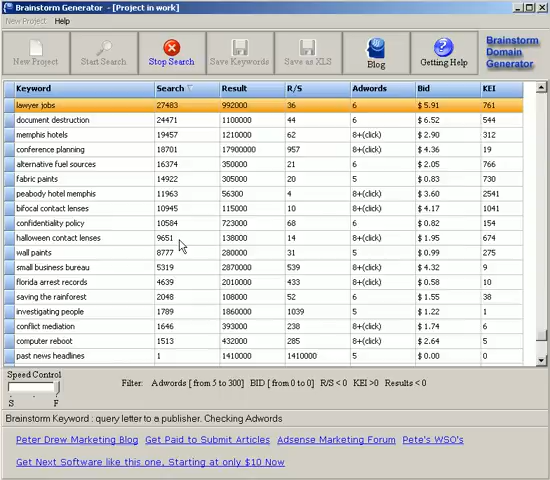 Brainstorm Generator - [Project in work]
New Project Help
New Project Start Search Stop Search Save Keywords Save as XLS Blog Getting Help Brainstorm Domain Generator
Keyword Search Result R/S Adwords Bid KEI
lawyer jobs 27483 992000 36 6 $ 5.91 761
document destruction 24471 1100000 44 6 $ 6.52 544
memphis hotels 19457 1210000 62 8+(click) $ 2.90 312
conference planning 18701 17900000 957 8+(click) $ 4.36 19
alternative fuel sources 16374 350000 21 6 $ 2.05 766
fabric paints 14922 305000 20 5 $ 0.83 730
peabody hotel memphis 11963 56300 4 8+(click) $ 3.60 2541
bifocal contact lenses 10945 115000 10 8+(click) $ 4.17 1041
confidentiality policy 10584 723000 68 6 $ 0.82 154
halloween contact lenses 9651 138000 14 8+(click) $ 1.95 674
wall paints 8777 280000 31 5 $ 0.99 275
small business bureau 5319 2870000 539 8+(click) $ 4.32 9
florida arrest records 4639 2010000 433 8+(click) $ 0.58 10
saving the rainforest 2048 108000 52 6 $ 1.55 38
investigating people 1789 1860000 1039 5 $ 1.22 1
conflict mediation 1646 393000 238 8+(click) $ 1.74 6
computer reboot 1513 432000 285 8+(click) $ 2.64 5
past news headlines 1 1410000 1410000 5 $ 0.00 0
Speed Control
S F
Filter: Adwords [ from 5 to 300] BID [ from 0 to 0] R/S < 0 KEI >0 Results < 0
Brainstorm Keyword : query letter to a publisher. Checking Adwords
Peter Drew Marketing Blog Get Paid to Submit Articles Adsense Marketing Forum Pete's WSO's
Get Next Software like this one, Starting at only $10 Now